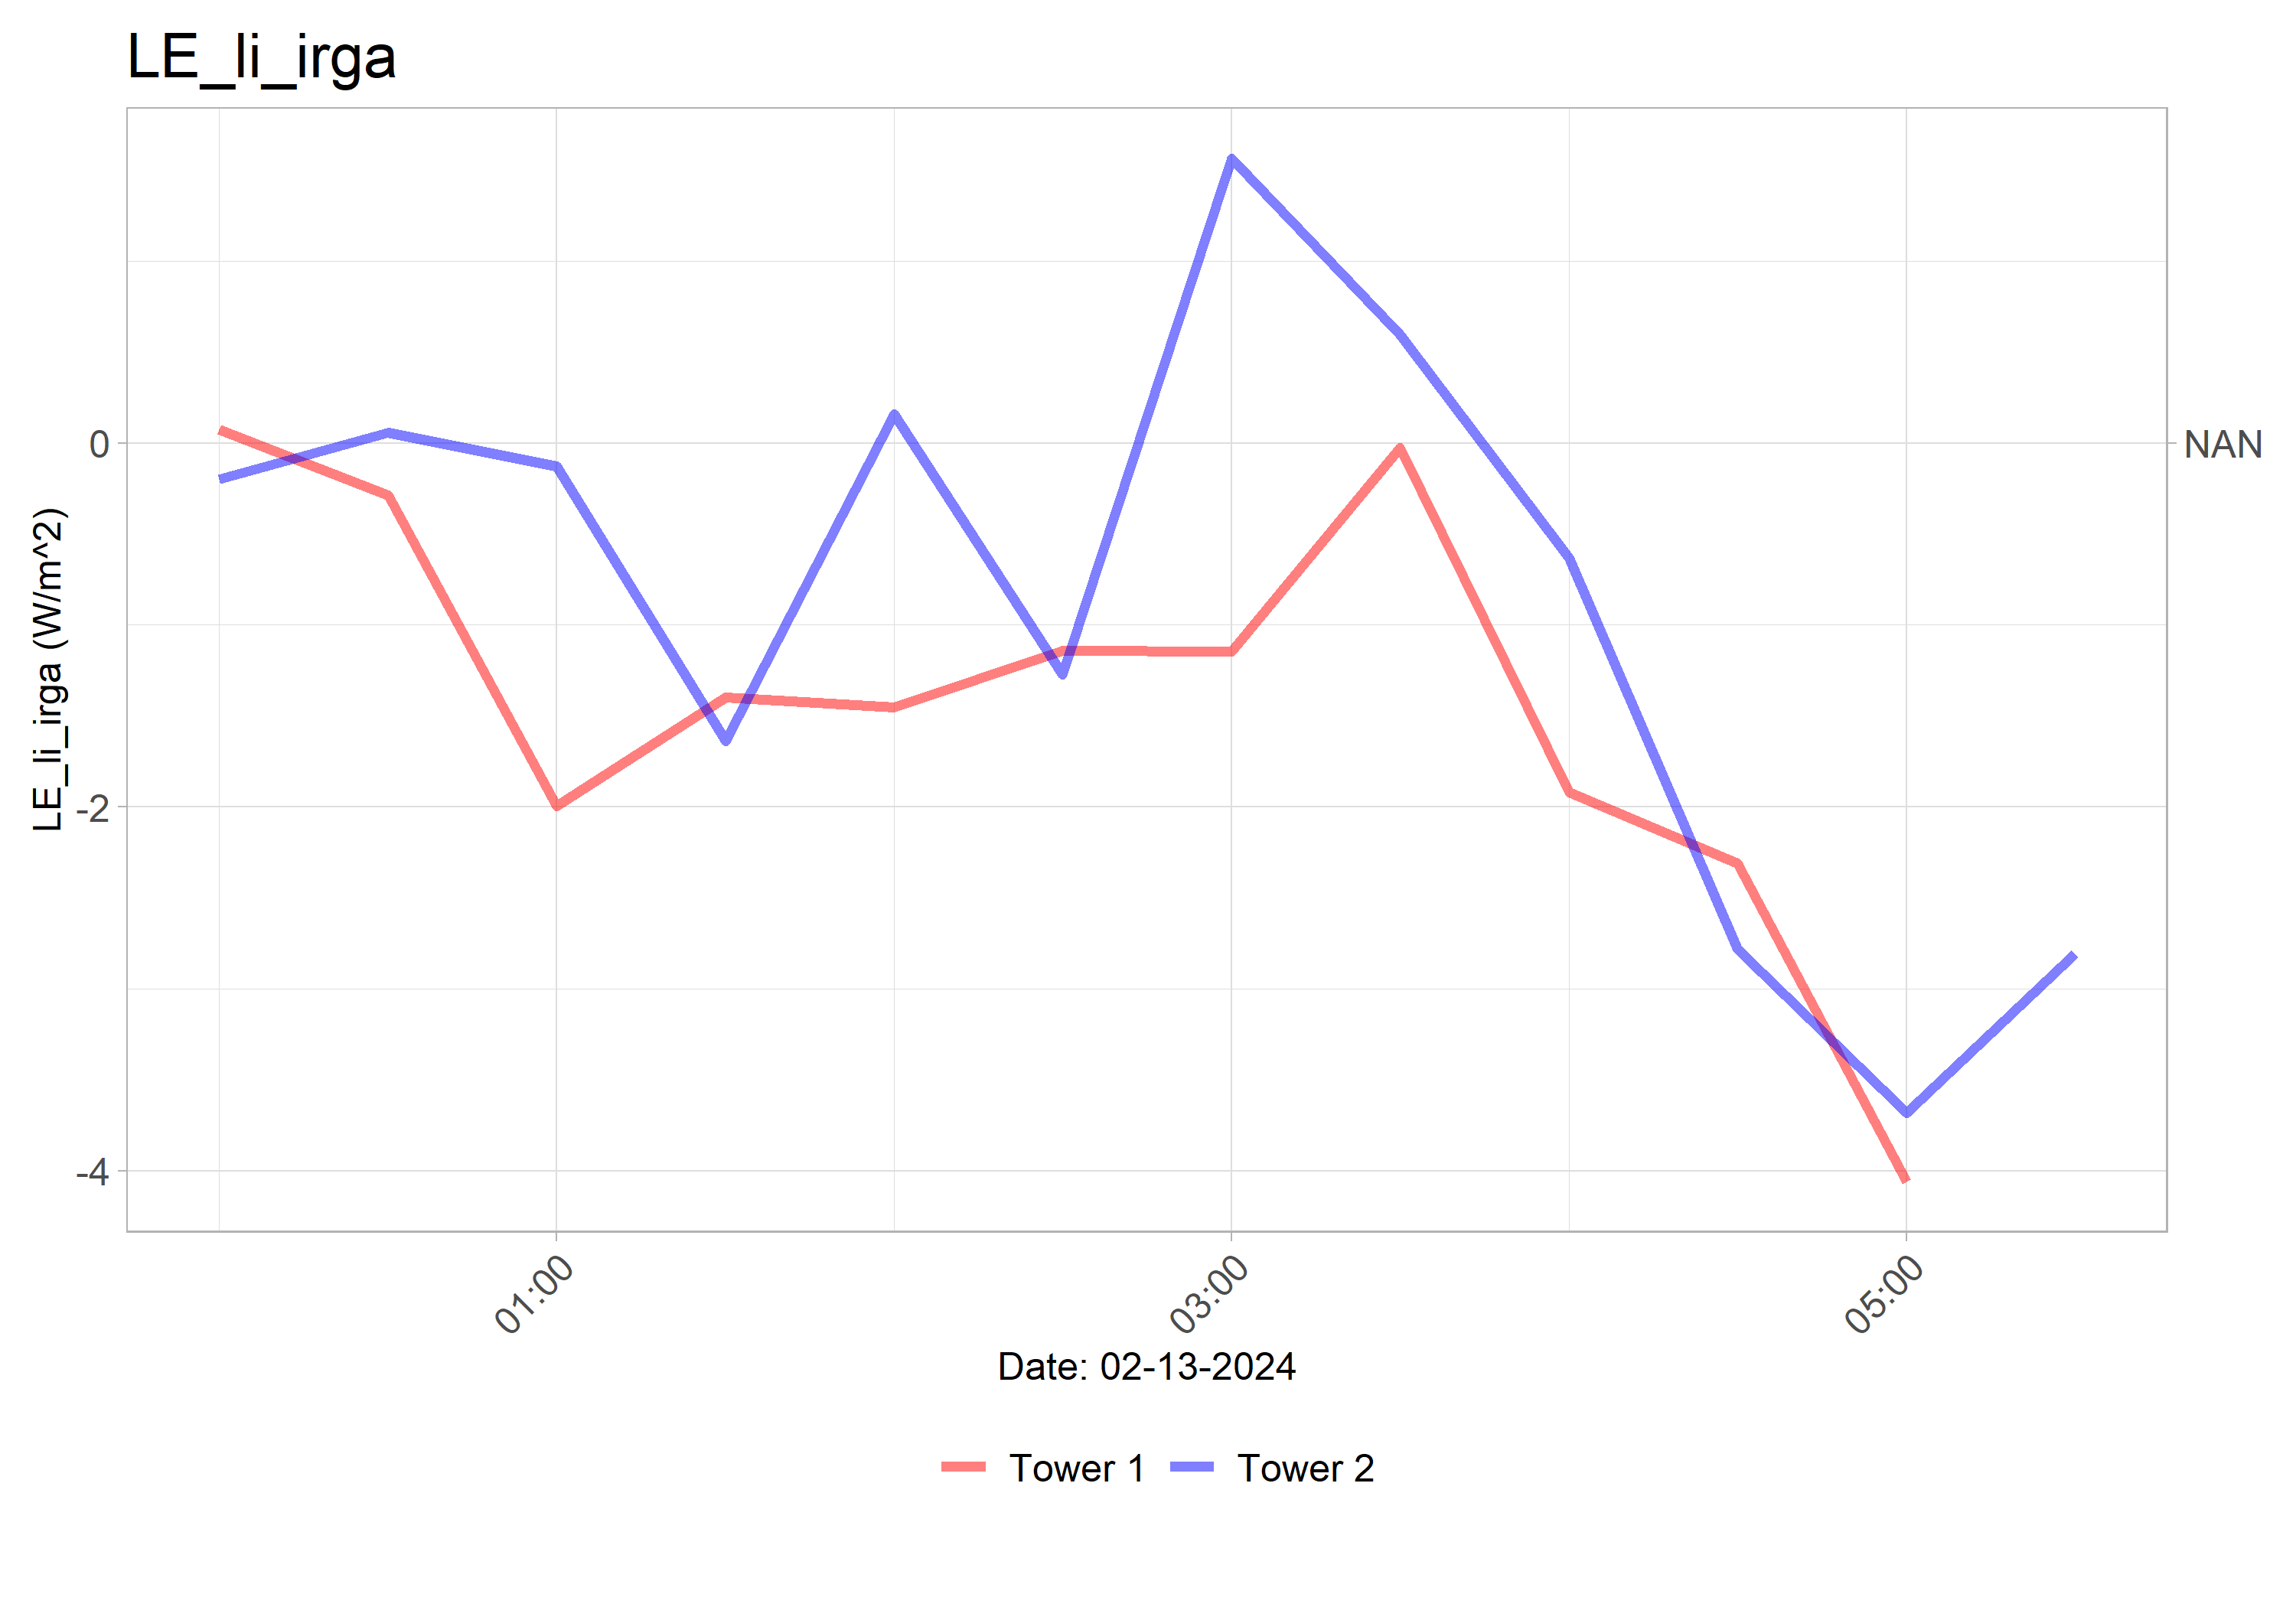 LE_li_irga
LE_li_irga (W/m^2)
0
-2
-4
NAN
01:00
03:00
05:00
Date: 02-13-2024
Tower 1
Tower 2